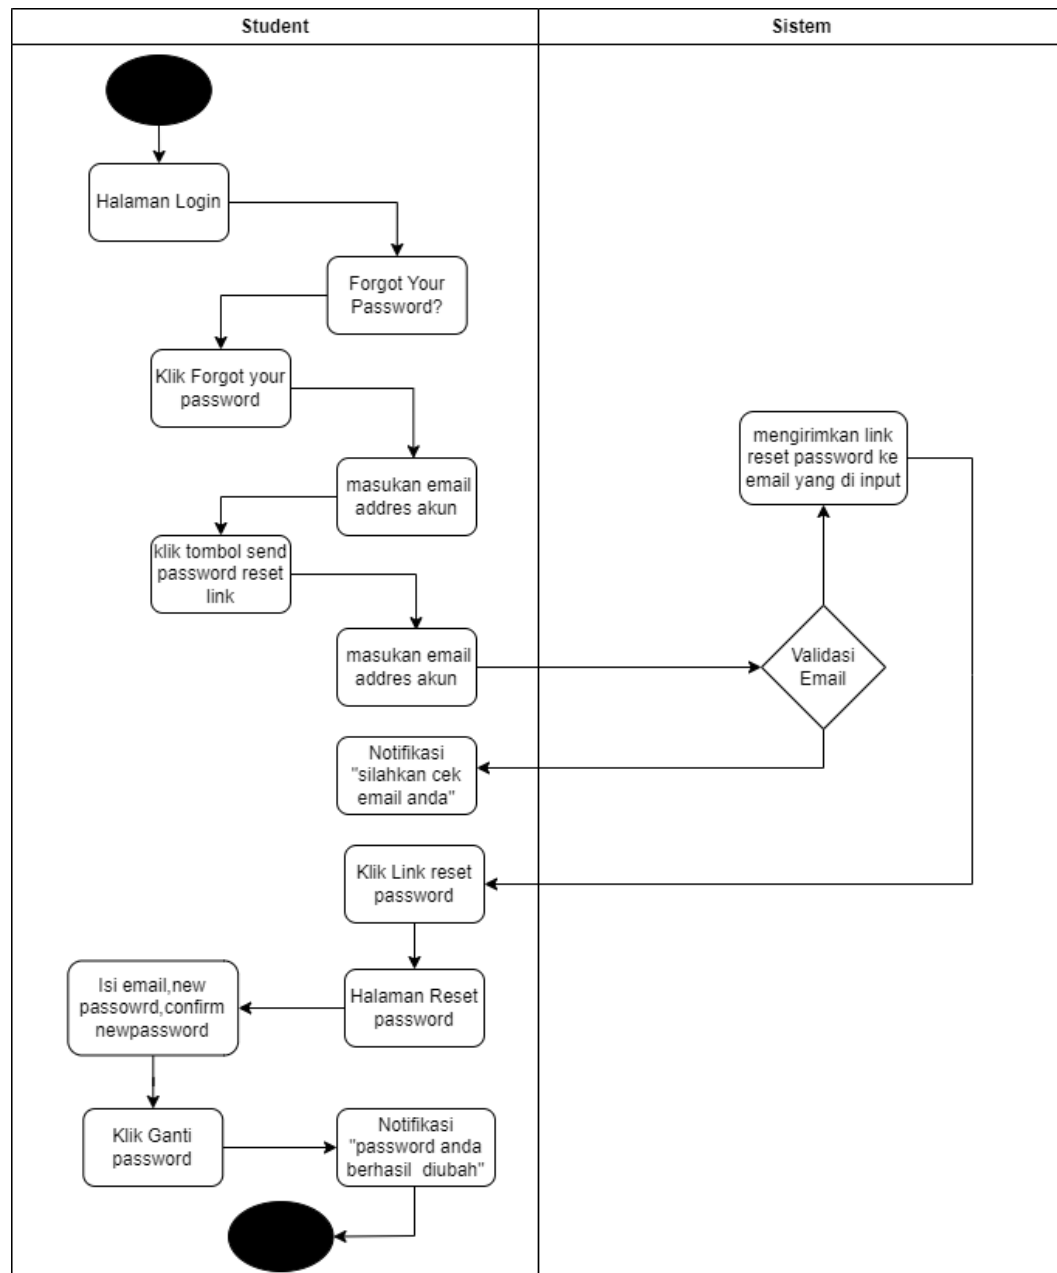 Student
Sistem
Halaman Login
Forgot Your
Password?
Klik Forgot your
password
masukan email
addres akun
klik tombol send
password reset
link
masukan email
addres akun
Validasi
Email
mengirimkan link
reset password ke
email yang di input
Notifikasi
"silahkan cek
email anda"
Klik Link reset
password
Halaman Reset
password
Isi email,new
passowrd,confirm
newpassword
Klik Ganti
password
Notifikasi
"password anda
berhasil diubah"